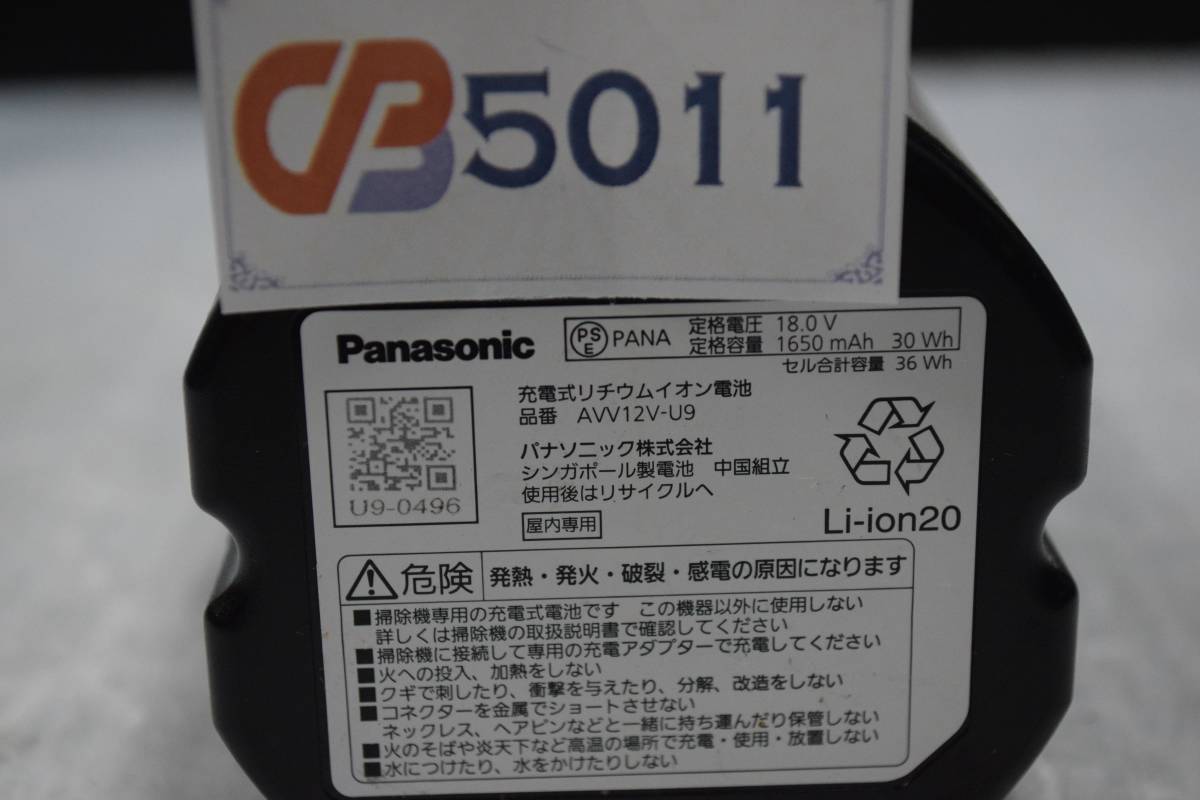 CB 5011
Panasonic
PSE PANA
定格電圧 18.0 V
定格容量 1650 mAh 30 Wh
セル合計容量 36 Wh
充電式リチウムイオン電池
品番 AVV12V-U9
パナソニック株式会社
シンガポール製電池 中国組立
使用後はリサイクルへ
屋内専用
U9-0496
Li-ion20
危険 発熱・発火・破裂・感電の原因になります
■掃除機専用の充電式電池です この機器以外に使用しない
詳しくは掃除機の取扱説明書で確認してください
■掃除機に接続して専用の充電アダプターで充電してください
■火への投入、加熱をしない
■クギで刺したり、衝撃を与えたり、分解、改造をしない
■コネクターを金属でショートさせない
ネックレス、ヘアピンなどと一緒に持ち運んだり保管しない
■火のそばや炎天下など高温の場所で充電・使用・放置しない
■水につけたり、水をかけたりしない